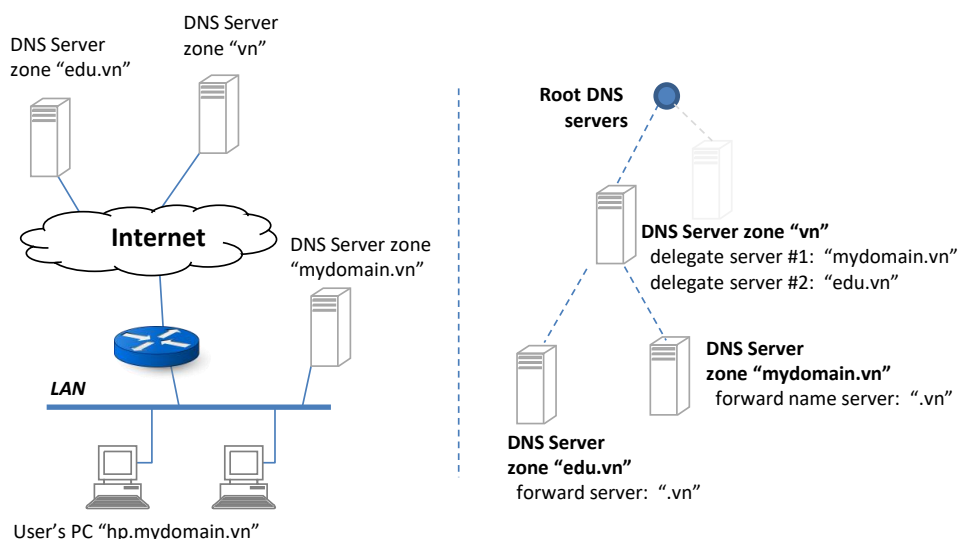 DNS Server
zone “edu.vn”
DNS Server
zone “vn”
Internet
DNS Server zone
“mydomain.vn”
LAN
User’s PC “hp.mydomain.vn”
Root DNS
servers
DNS Server zone “vn”
delegate server #1: “mydomain.vn”
delegate server #2: “edu.vn”
DNS Server
zone “mydomain.vn”
forward name server: “.vn”
DNS Server
zone “edu.vn”
forward server: “.vn”